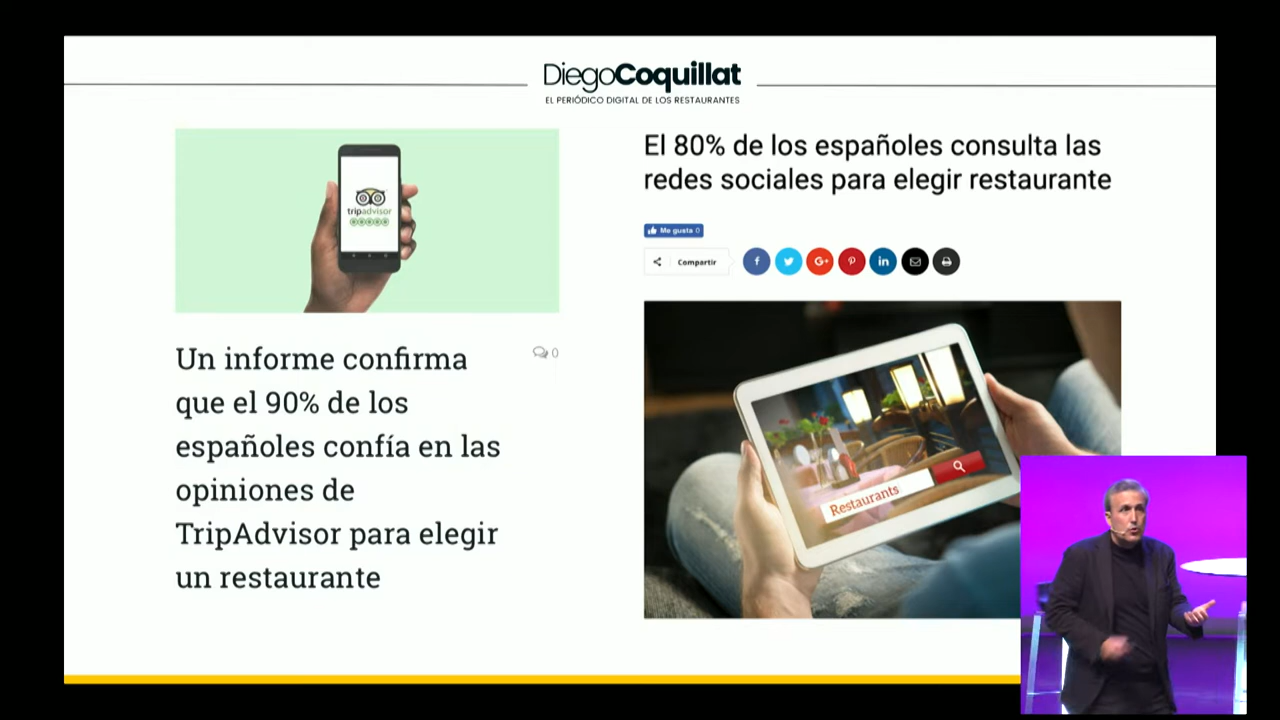 DiegoCoquillat
EL PERIÓDICO DIGITAL DE LOS RESTAURANTES
tripadvisor
Un informe confirma
que el 90% de los
españoles confía en las
opiniones de
TripAdvisor para elegir
un restaurante
0
El 80% de los españoles consulta las
redes sociales para elegir restaurante
Me gusta 0
Compartir
f
G+
in
Restaurants